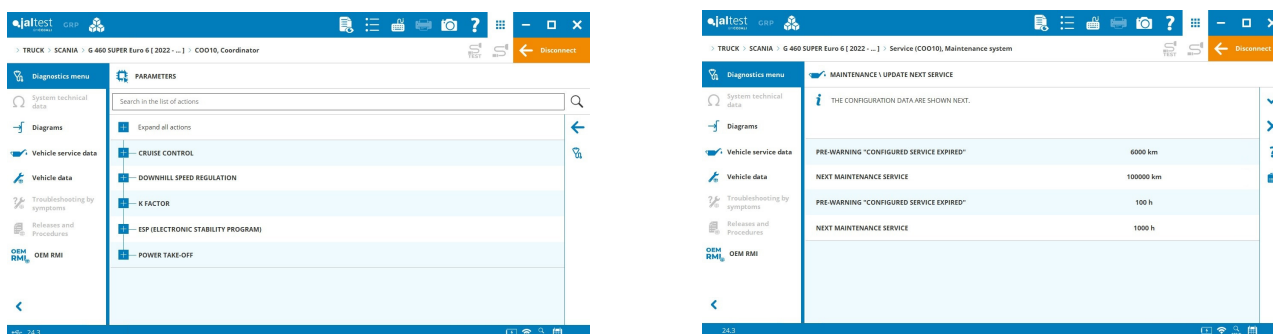 jaltest GRP
BY COJALI
> TRUCK > SCANIA > G 460 SUPER Euro 6 [ 2022 - ... ] > COO10, Coordinator
TEST
Disconnect
Diagnostics menu
System technical
data
Diagrams
Vehicle service data
Vehicle data
Troubleshooting by
symptoms
Releases and
Procedures
OEM
RMI
OEM RMI
24.3
PARAMETERS
Search in the list of actions
Expand all actions
CRUISE CONTROL
DOWNHILL SPEED REGULATION
K FACTOR
ESP (ELECTRONIC STABILITY PROGRAM)
POWER TAKE-OFF
jaltest GRP
BY COJALI
> TRUCK > SCANIA > G 460 SUPER Euro 6 [ 2022 - ... ] > Service (COO10), Maintenance system
TEST
Disconnect
Diagnostics menu
System technical
data
Diagrams
Vehicle service data
Vehicle data
Troubleshooting by
symptoms
Releases and
Procedures
OEM
RMI
OEM RMI
24.3
MAINTENANCE \ UPDATE NEXT SERVICE
THE CONFIGURATION DATA ARE SHOWN NEXT.
PRE-WARNING "CONFIGURED SERVICE EXPIRED" 6000 km
NEXT MAINTENANCE SERVICE 100000 km
PRE-WARNING "CONFIGURED SERVICE EXPIRED" 100 h
NEXT MAINTENANCE SERVICE 1000 h